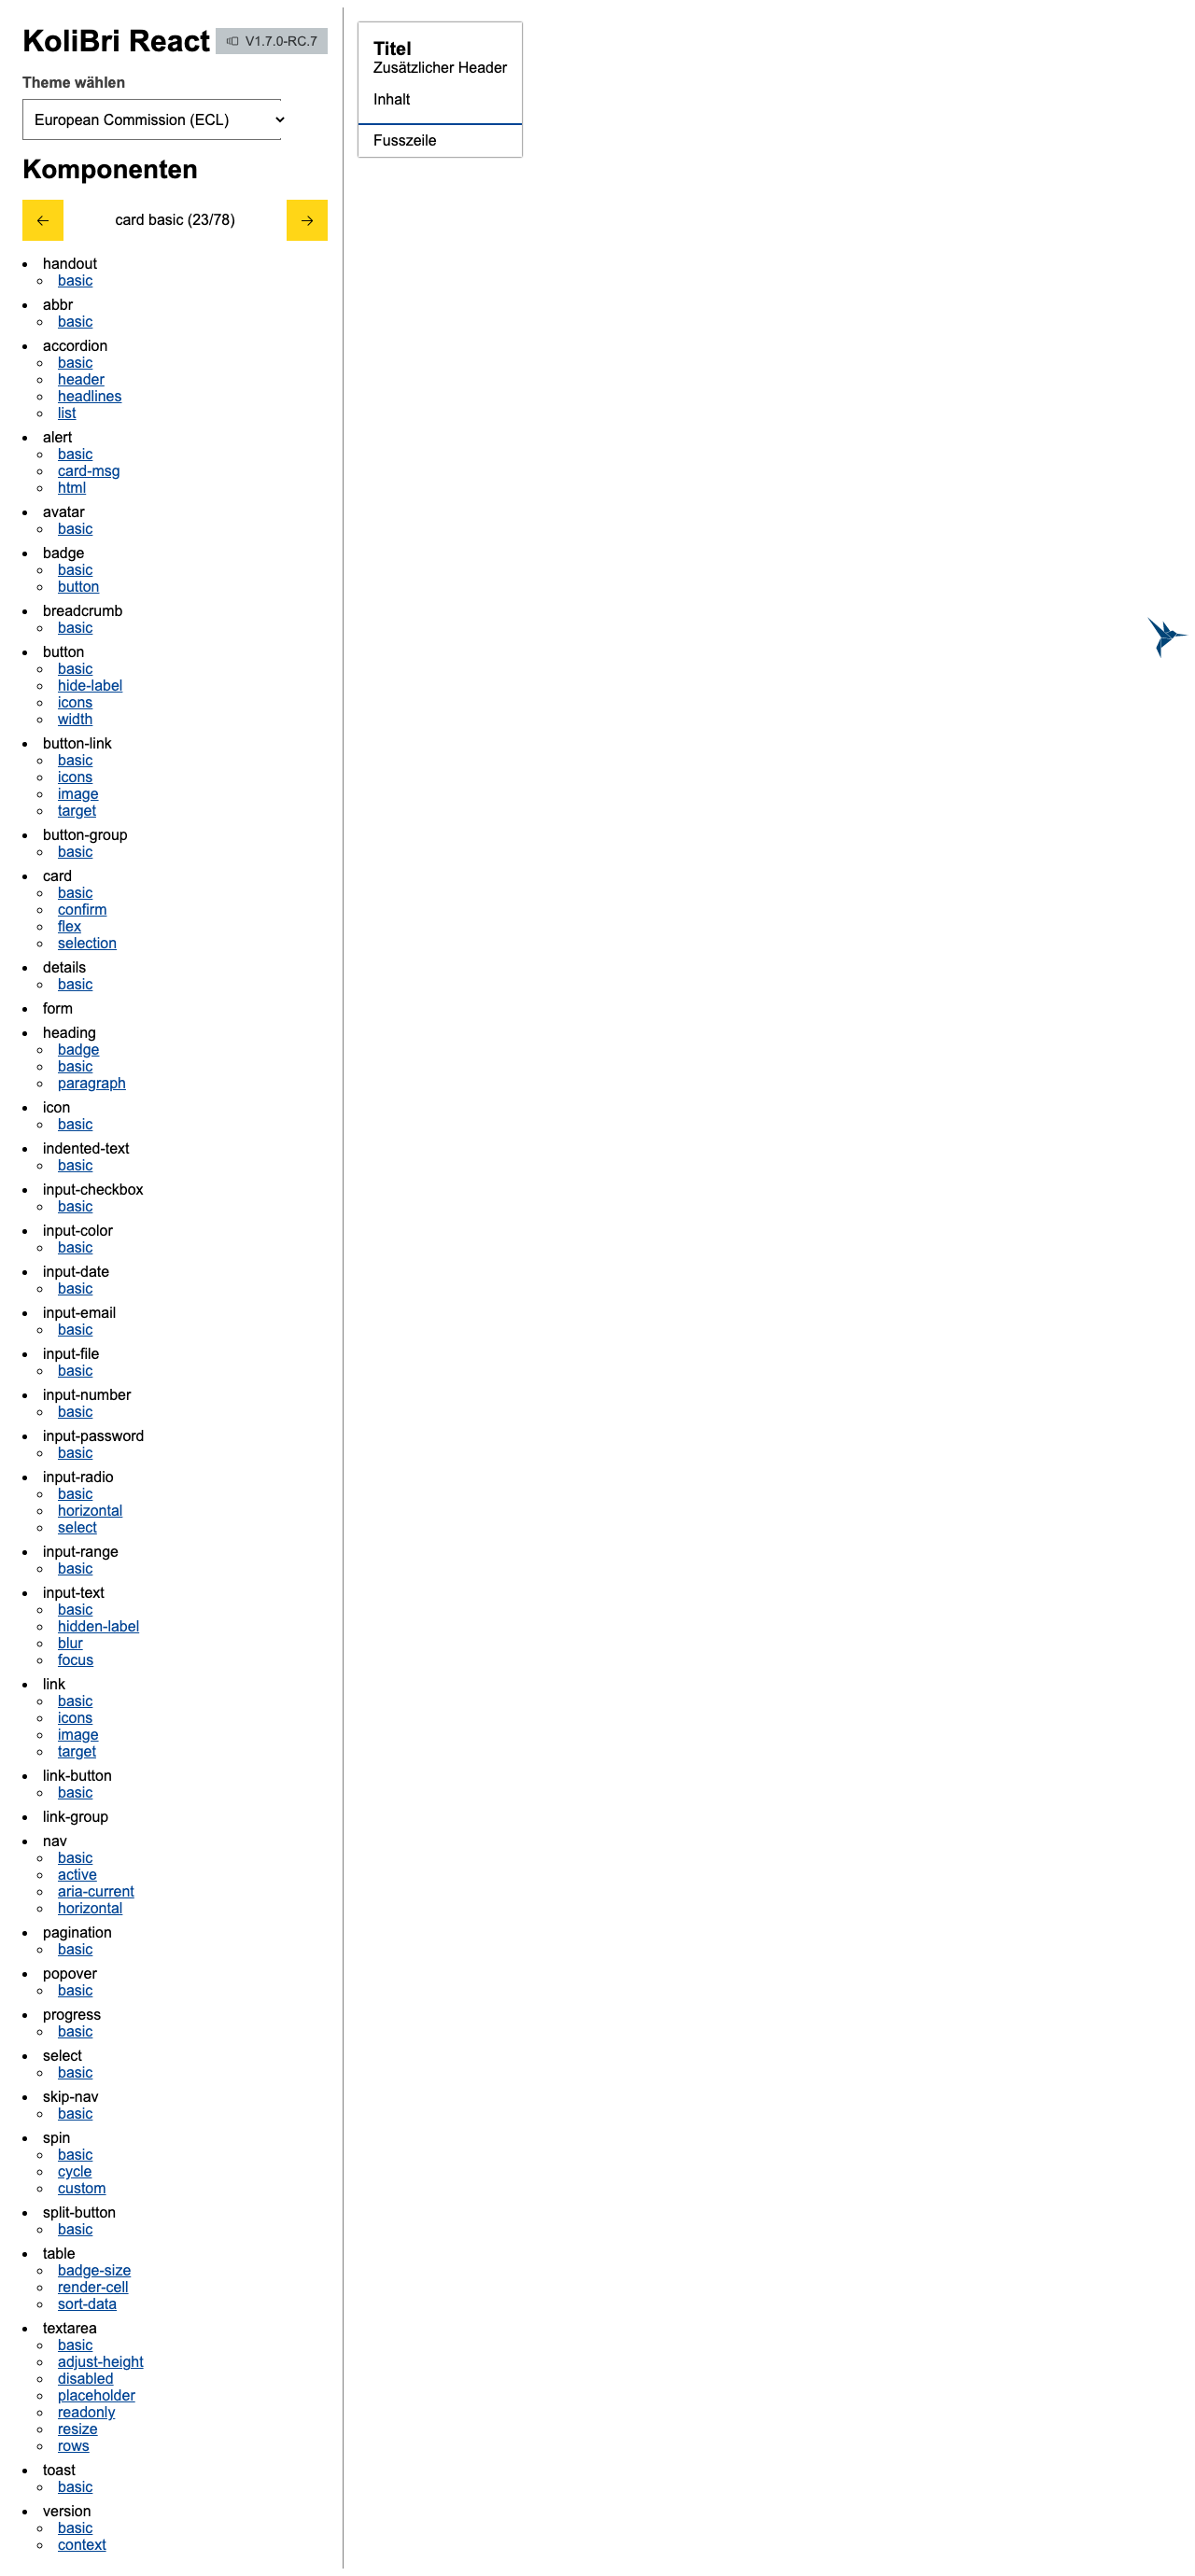 KoliBri React V1.7.0-RC.7
Theme wählen
European Commission (ECL)
Komponenten
card basic (23/78)
handout
basic
abbr
basic
accordion
basic
header
headlines
list
alert
basic
card-msg
html
avatar
basic
badge
basic
button
breadcrumb
basic
button
basic
hide-label
icons
width
button-link
basic
icons
image
target
button-group
basic
card
basic
confirm
flex
selection
details
basic
form
heading
badge
basic
paragraph
icon
basic
indented-text
basic
input-checkbox
basic
input-color
basic
input-date
basic
input-email
basic
input-file
basic
input-number
basic
input-password
basic
input-radio
basic
horizontal
select
input-range
basic
input-text
basic
hidden-label
blur
focus
link
basic
icons
image
target
link-button
basic
link-group
nav
basic
active
aria-current
horizontal
pagination
basic
popover
basic
progress
basic
select
basic
skip-nav
basic
spin
basic
cycle
custom
split-button
basic
table
badge-size
render-cell
sort-data
textarea
basic
adjust-height
disabled
placeholder
readonly
resize
rows
toast
basic
version
basic
context
Titel
Zusätzlicher Header
Inhalt
Fusszeile